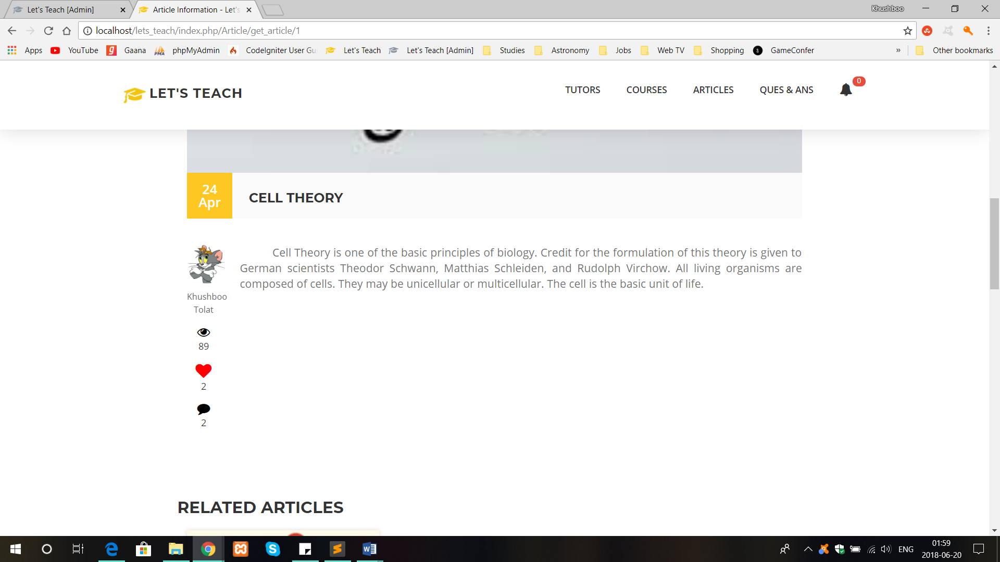 Let's Teach [Admin]
Article Information - Let's
Khushboo
localhost/lets_teach/index.php/Article/get_article/1
Apps YouTube Gaana phpMyAdmin CodeIgniter User Gu Let's Teach Let's Teach [Admin] Studies Astronomy Jobs Web TV Shopping GameConfer » Other bookmarks
LET'S TEACH
TUTORS COURSES ARTICLES QUES & ANS 0
24
Apr
CELL THEORY
Cell Theory is one of the basic principles of biology. Credit for the formulation of this theory is given to
German scientists Theodor Schwann, Matthias Schleiden, and Rudolph Virchow. All living organisms are
composed of cells. They may be unicellular or multicellular. The cell is the basic unit of life.
Khushboo
Tolat
89
2
2
RELATED ARTICLES
ENG
01:59
2018-06-20